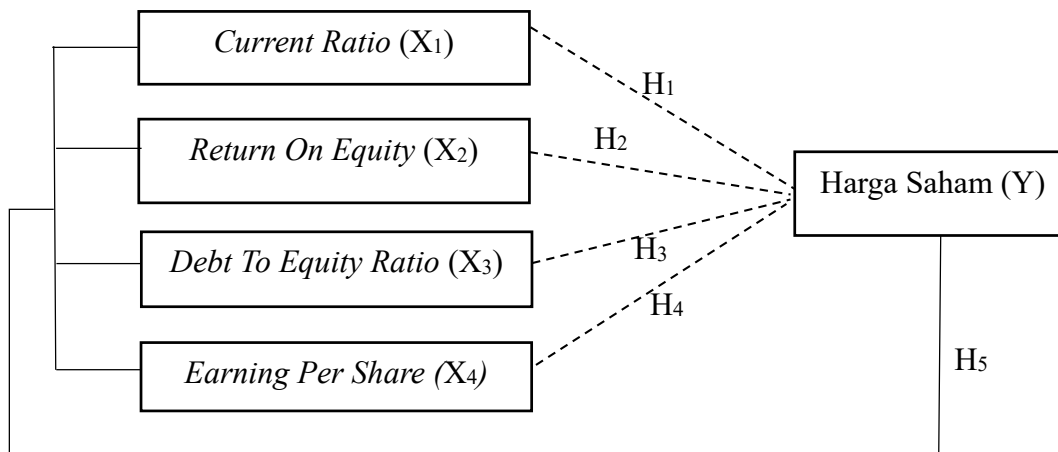 Current Ratio (X₁)
H₁
Return On Equity (X₂)
H₂
Harga Saham (Y)
Debt To Equity Ratio (X₃)
H₃
H₄
Earning Per Share (X₄)
H₅